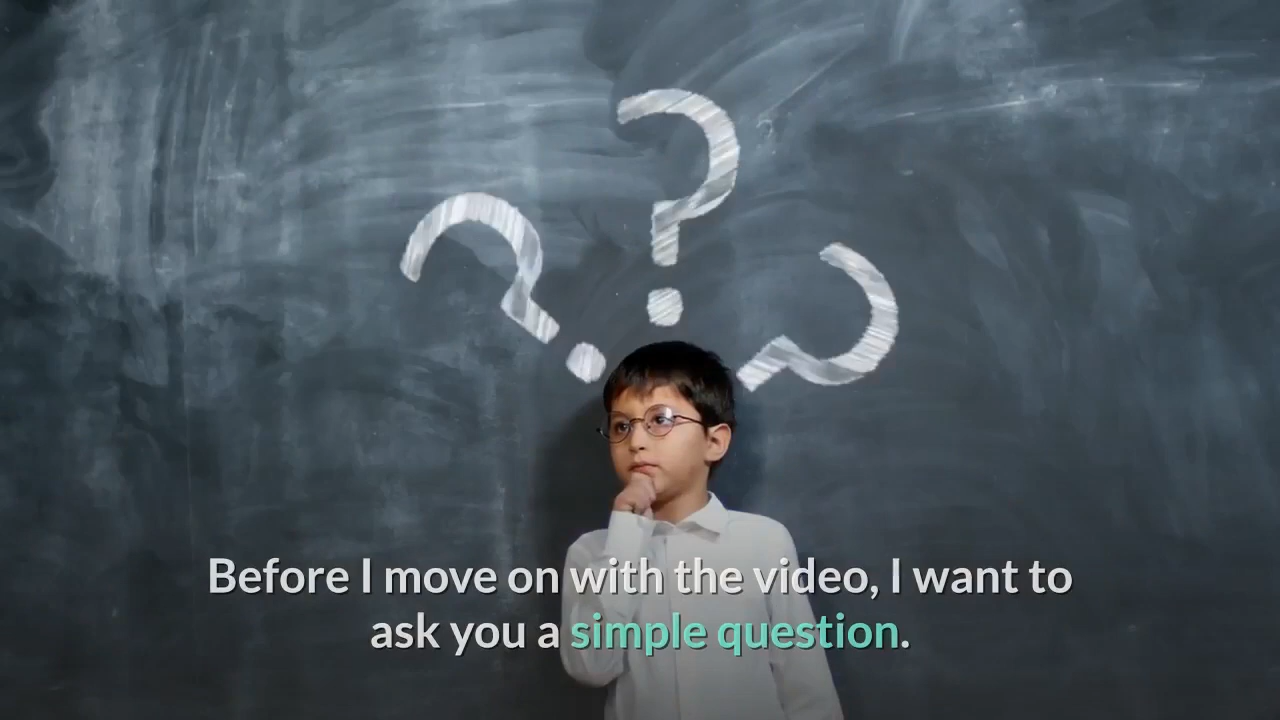 ?
? ?
Before I move on with the video, I want to
ask you a simple question.